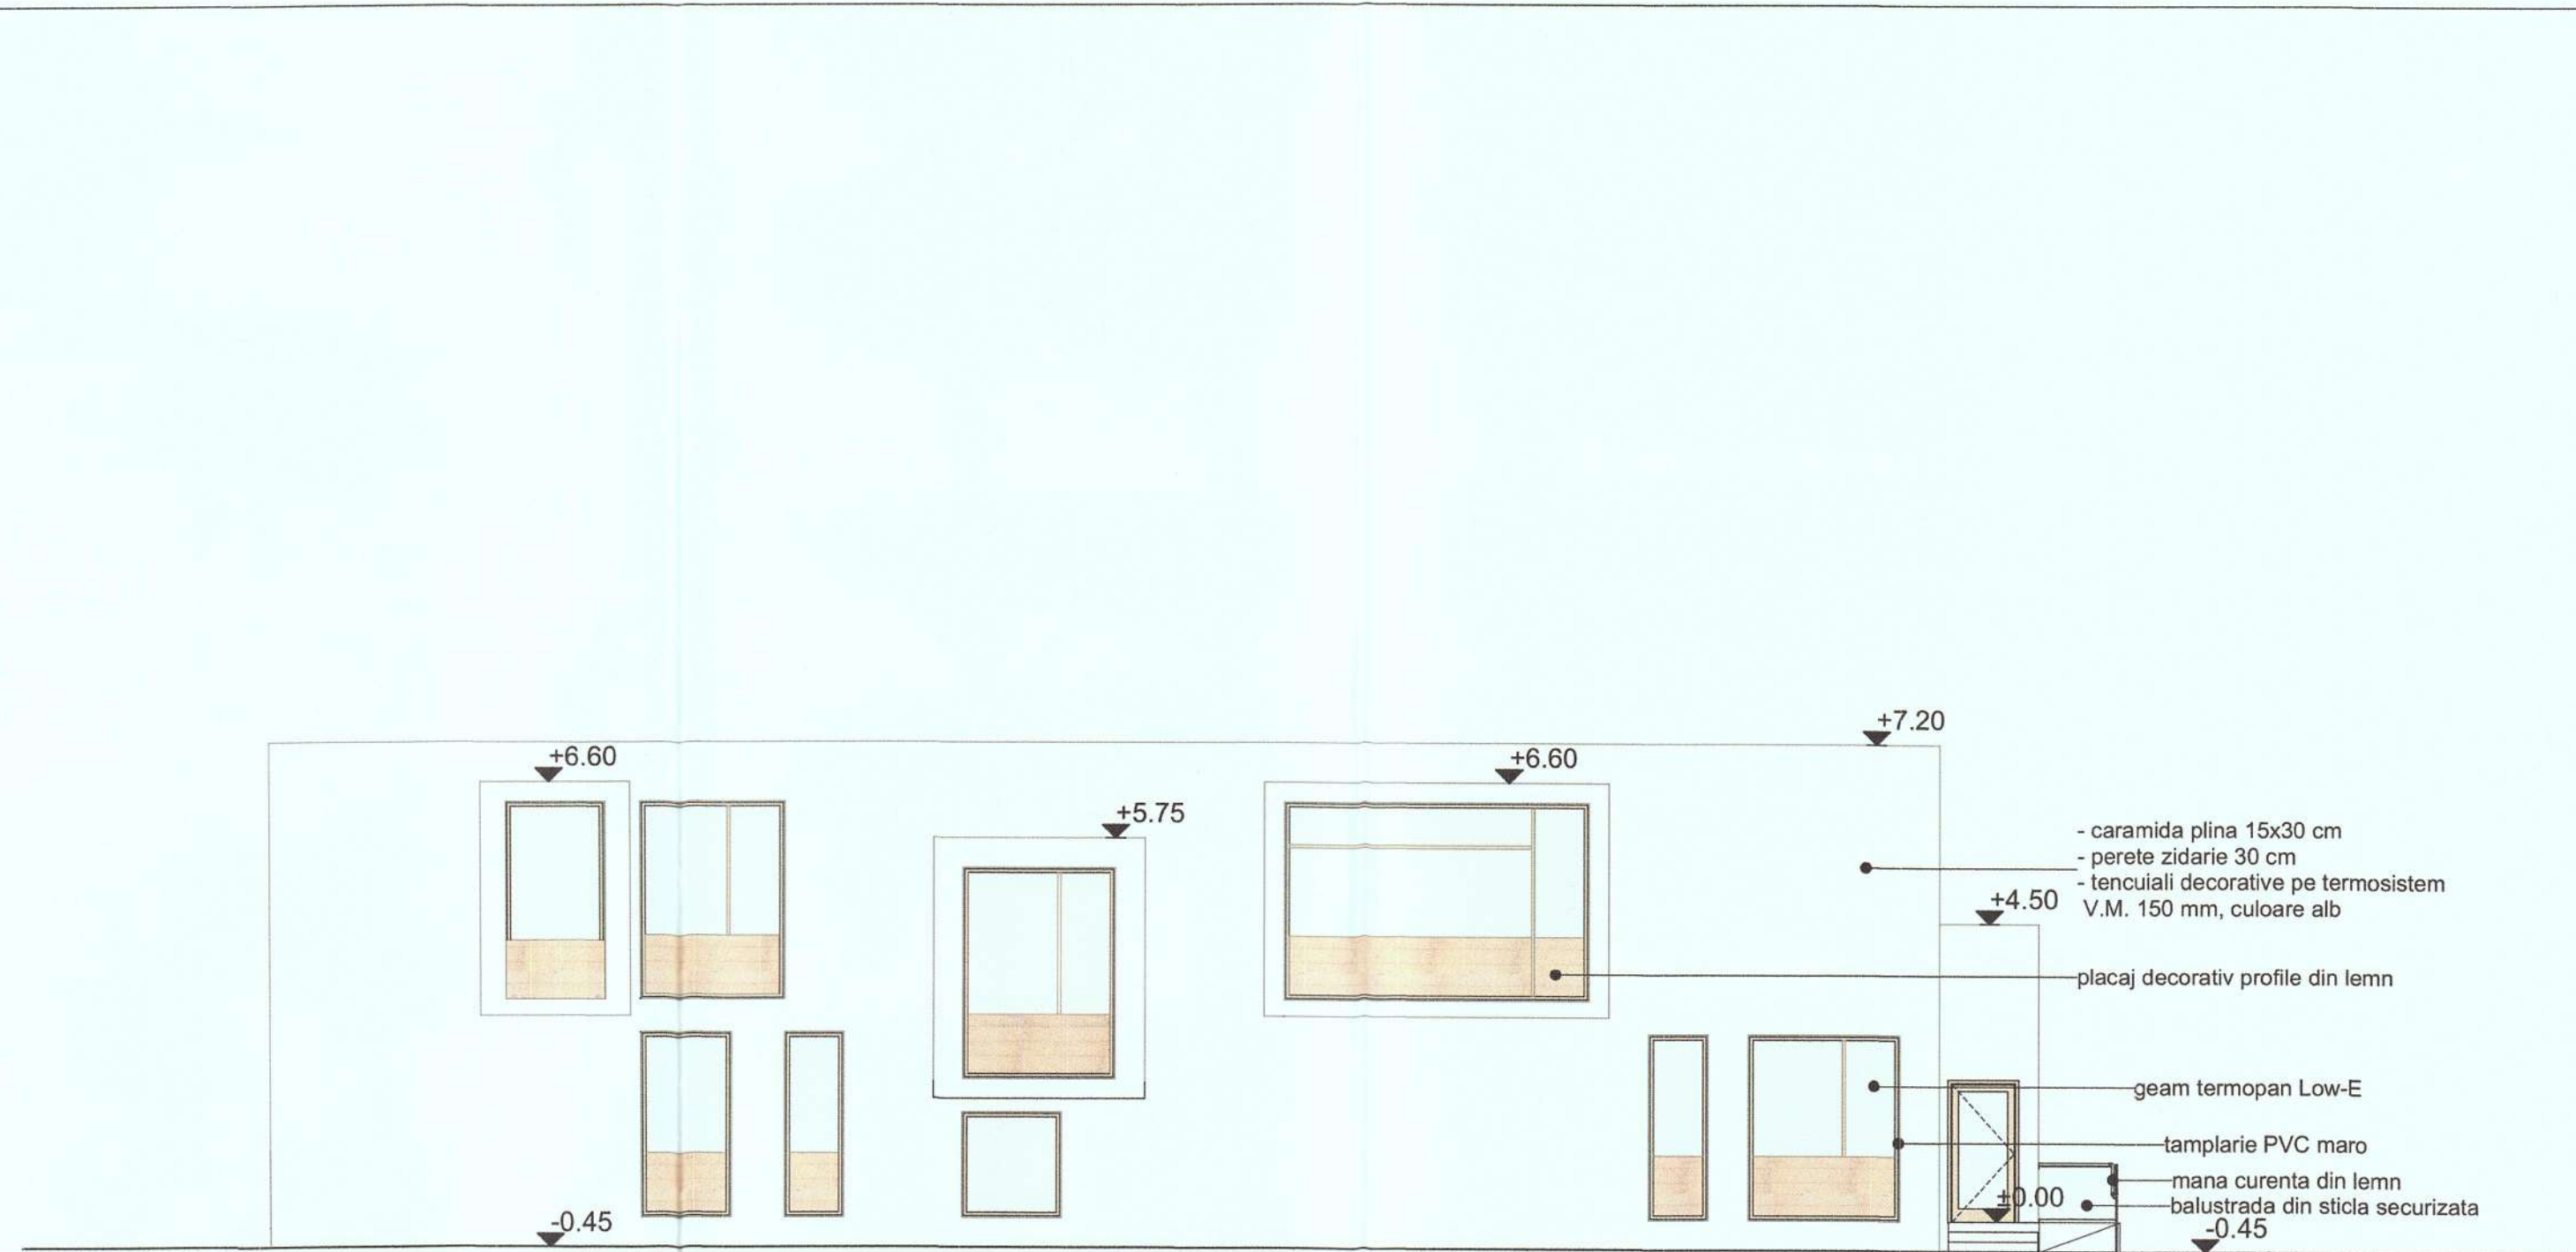 +7.20
+6.60
+6.60
+5.75
- caramida plina 15x30 cm
- perete zidarie 30 cm
- tencuiali decorative pe termosistem
V.M. 150 mm, culoare alb
+4.50
placaj decorativ profile din lemn
geam termopan Low-E
tamplarie PVC maro
mana curenta din lemn
±0.00
balustrada din sticla securizata
-0.45
-0.45